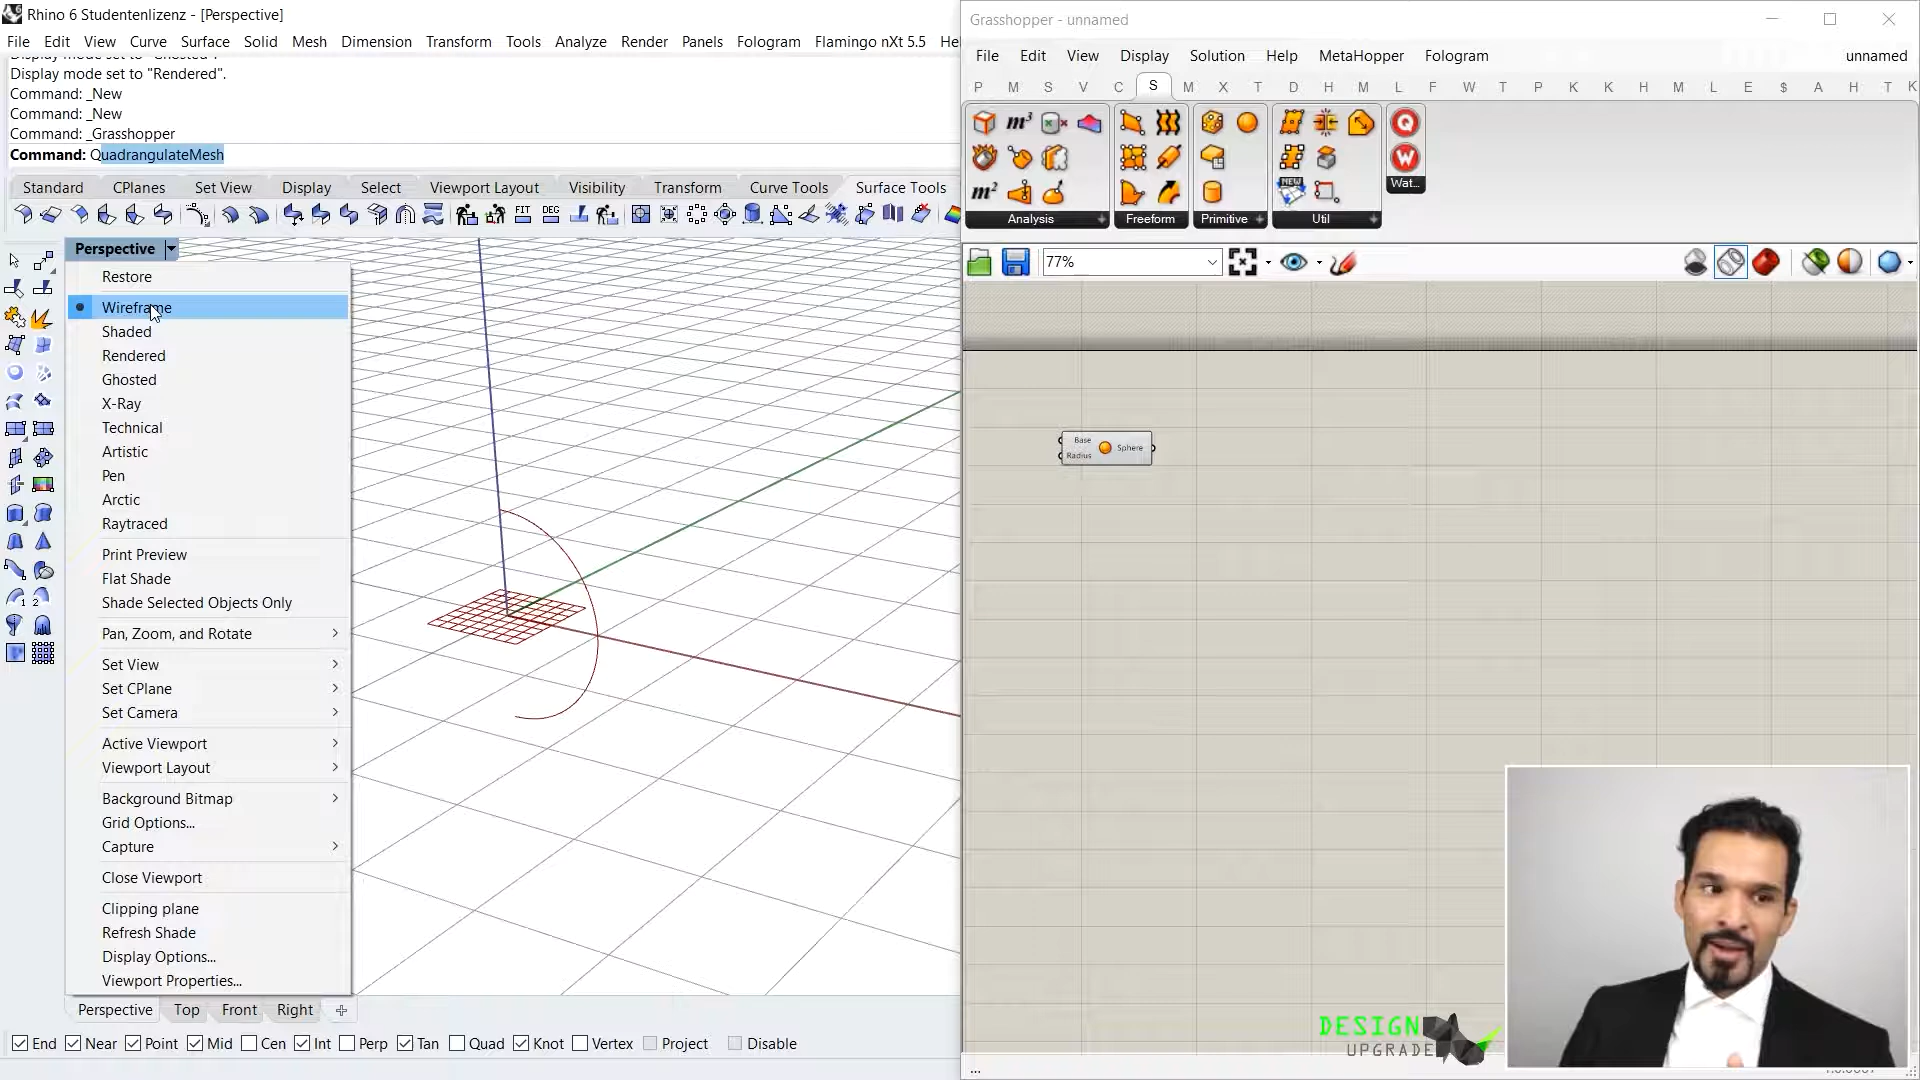 Rhino 6 Studentenlizenz - [Perspective]
File Edit View Curve Surface Solid Mesh Dimension Transform Tools Analyze Render Panels Fologram Flamingo nXt 5.5 He
Display mode set to "Rendered".
Command: _New
Command: _New
Command: _Grasshopper
Command: QuadrangulateMesh
Standard CPlanes Set View Display Select Viewport Layout Visibility Transform Curve Tools Surface Tools
FIT DEG
Perspective
Restore
Wireframe
Shaded
Rendered
Ghosted
X-Ray
Technical
Artistic
Pen
Arctic
Raytraced
Print Preview
Flat Shade
Shade Selected Objects Only
Pan, Zoom, and Rotate
Set View
Set CPlane
Set Camera
Active Viewport
Viewport Layout
Background Bitmap
Grid Options...
Capture
Close Viewport
Clipping plane
Refresh Shade
Display Options...
Viewport Properties...
Perspective Top Front Right
End Near Point Mid Cen Int Perp Tan Quad Knot Vertex Project Disable
Grasshopper - unnamed
File Edit View Display Solution Help MetaHopper Fologram unnamed
P M S V C S M X T D H M L F W T P K K H M L E $ A H T K
m³
Q
W
m²
NEW
Wat...
Analysis Freeform Primitive Util
77%
Base
Radius
Sphere
DESIGN
UPGRADE
...